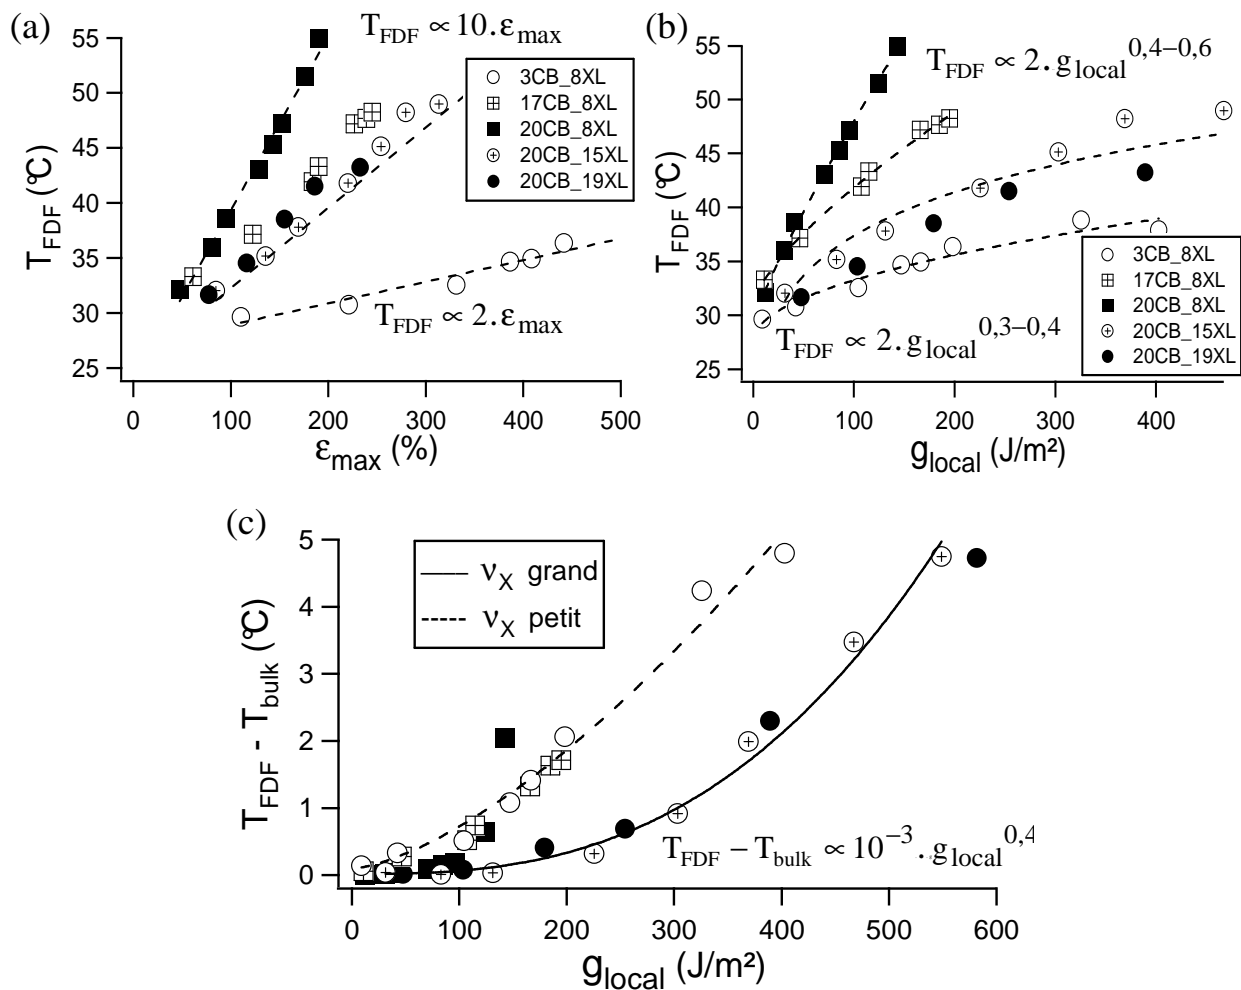 (a)
T_FDF ∝ 10.ε_max
55
50
45
40
35
30
25
T_FDF (°C)
3CB_8XL
17CB_8XL
20CB_8XL
20CB_15XL
20CB_19XL
T_FDF ∝ 2.ε_max
0 100 200 300 400 500
ε_max (%)
(b)
T_FDF ∝ 2.g_local^0,4–0,6
55
50
45
40
35
30
25
T_FDF (°C)
3CB_8XL
17CB_8XL
20CB_8XL
20CB_15XL
20CB_19XL
T_FDF ∝ 2.g_local^0,3–0,4
0 100 200 300 400
g_local (J/m²)
(c)
5
4
3
2
1
0
T_FDF - T_bulk (°C)
ν_X grand
ν_X petit
T_FDF – T_bulk ∝ 10^–3.g_local^0,4
0 100 200 300 400 500 600
g_local (J/m²)